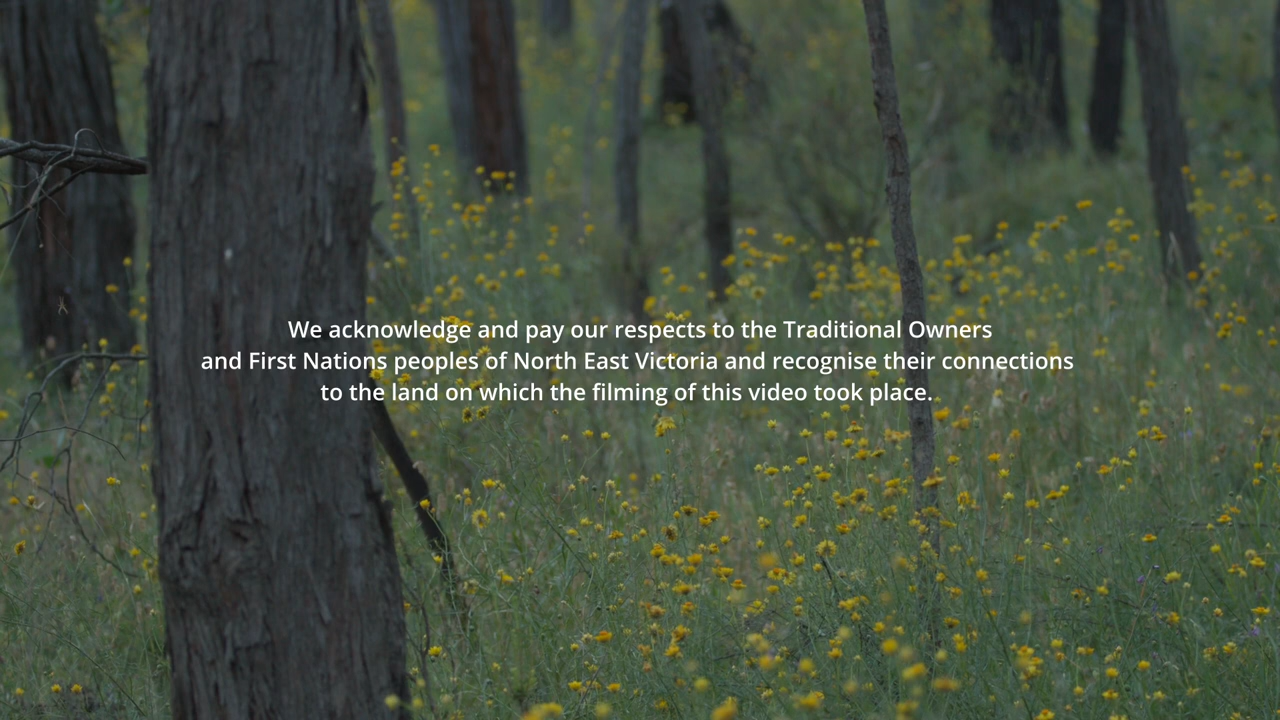 We acknowledge and pay our respects to the Traditional Owners
and First Nations peoples of North East Victoria and recognise their connections
to the land on which the filming of this video took place.